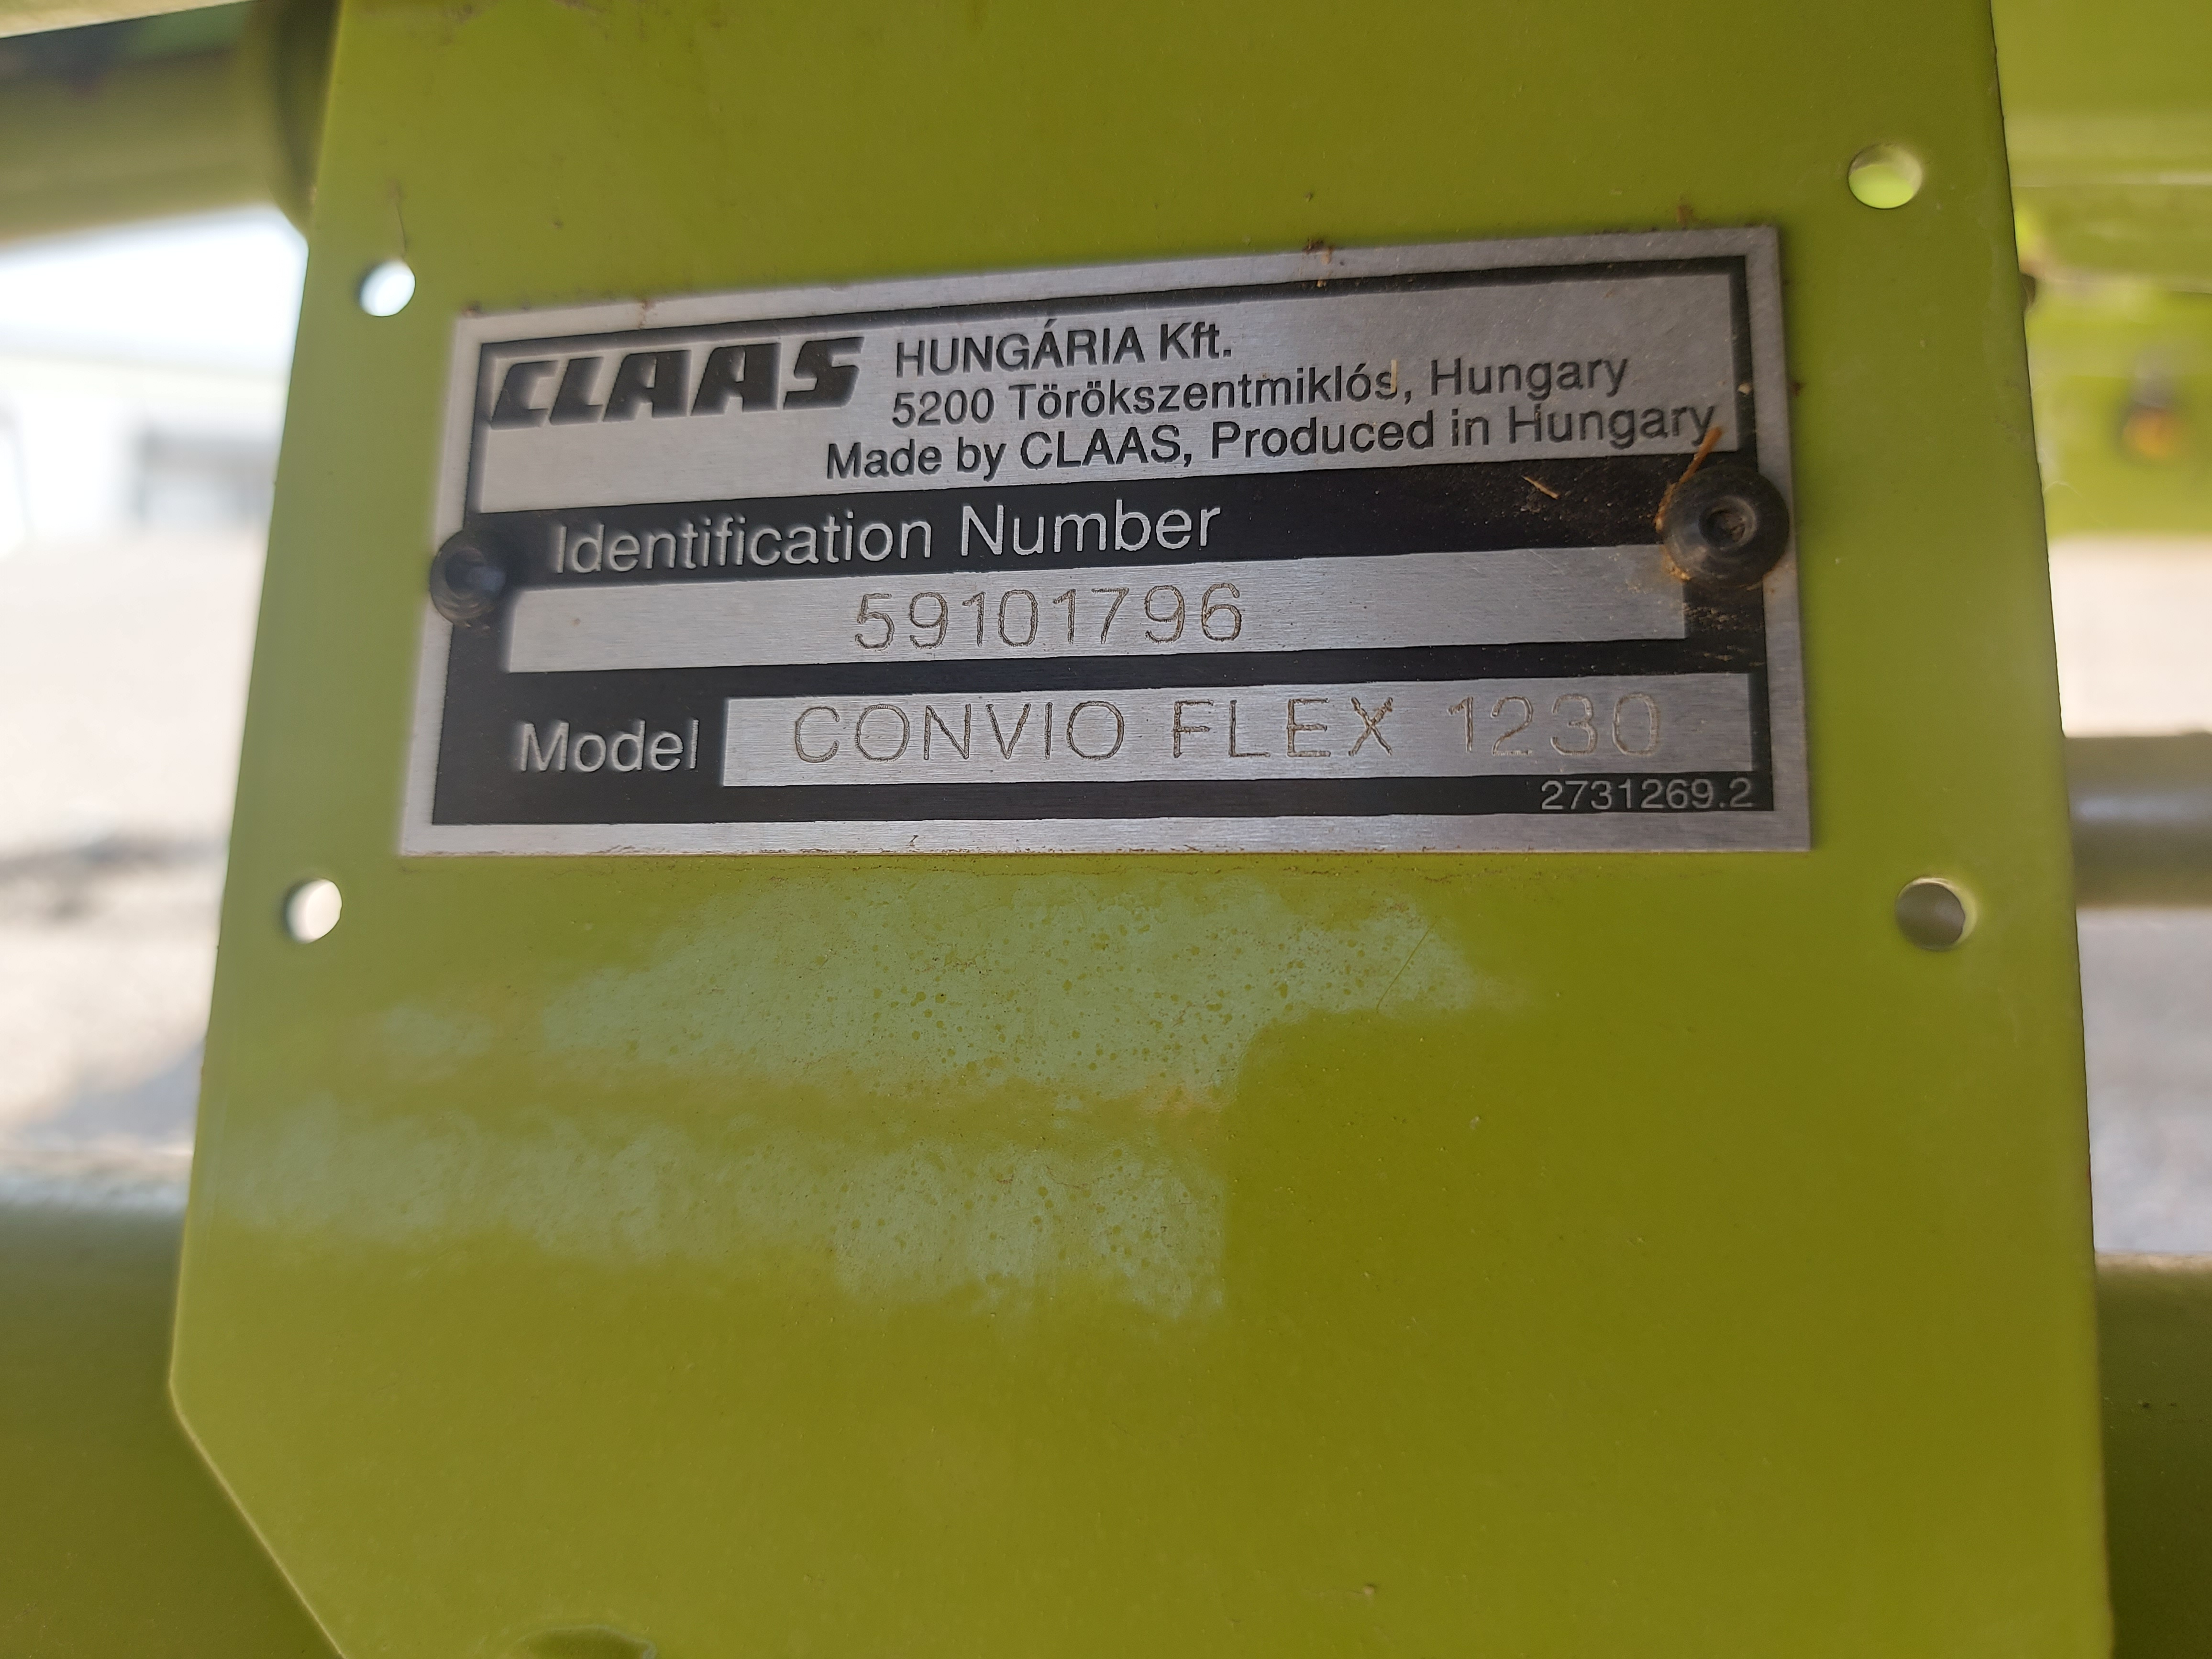 CLAAS HUNGÁRIA Kft.
5200 Törökszentmiklós, Hungary
Made by CLAAS, Produced in Hungary
Identification Number
59101796
Model CONVIO FLEX 1230
2731269.2